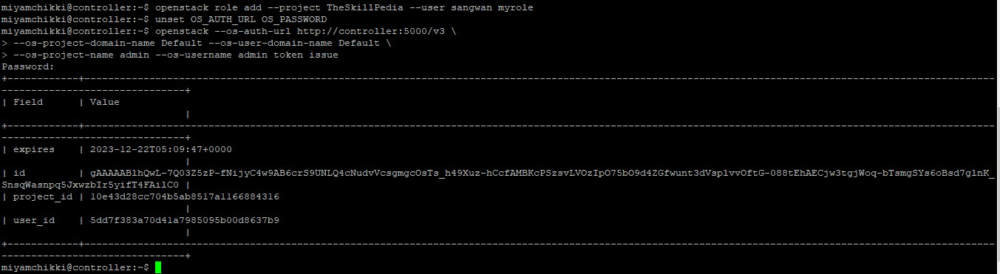 miyamchikki@controller:~$ openstack role add --project TheSkillPedia --user sangwan myrole
miyamchikki@controller:~$ unset OS_AUTH_URL OS_PASSWORD
miyamchikki@controller:~$ openstack --os-auth-url http://controller:5000/v3 \
> --os-project-domain-name Default --os-user-domain-name Default \
> --os-project-name admin --os-username admin token issue
Password:
+------------+----------------------------------------------------------------------------------------------------------------------------------------------------------
-------------------------------+
| Field      | Value
                               |
+------------+----------------------------------------------------------------------------------------------------------------------------------------------------------
-------------------------------+
| expires    | 2023-12-22T05:09:47+0000
                               |
| id         | gAAAAABlhQwL-7Q03Z5zP-fNijyC4w9AB6crS9UNLQ4cNudvVcsgmgcOsTs_h49Xuz-hCcfAMBKcPSzsvLVOzIpO75bO9d4ZGfwunt3dVsplvvOftG-088tEhAECjw3tgjWoq-bTsmgSYs6oBsd7glnK_
SnsqWasnpq5JxwzbIr5yifT4FAilC0 |
| project_id | 10e43d28cc704b5ab8517a1166884316
                               |
| user_id    | 5dd7f383a70d41a7985095b00d8637b9
                               |
+------------+----------------------------------------------------------------------------------------------------------------------------------------------------------
-------------------------------+
miyamchikki@controller:~$